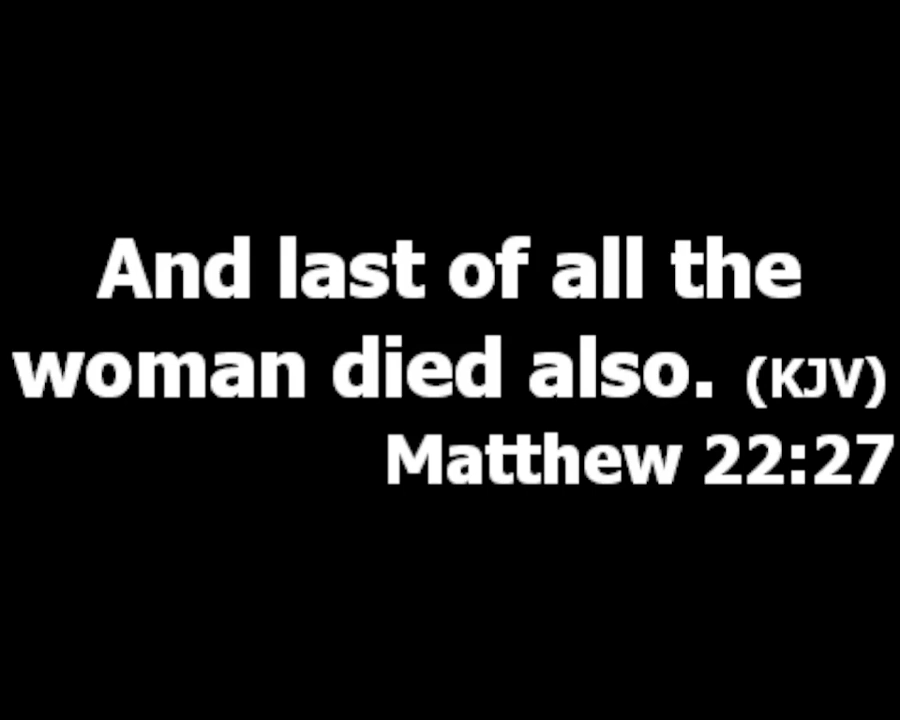 And last of all the
woman died also. (KJV)
Matthew 22:27